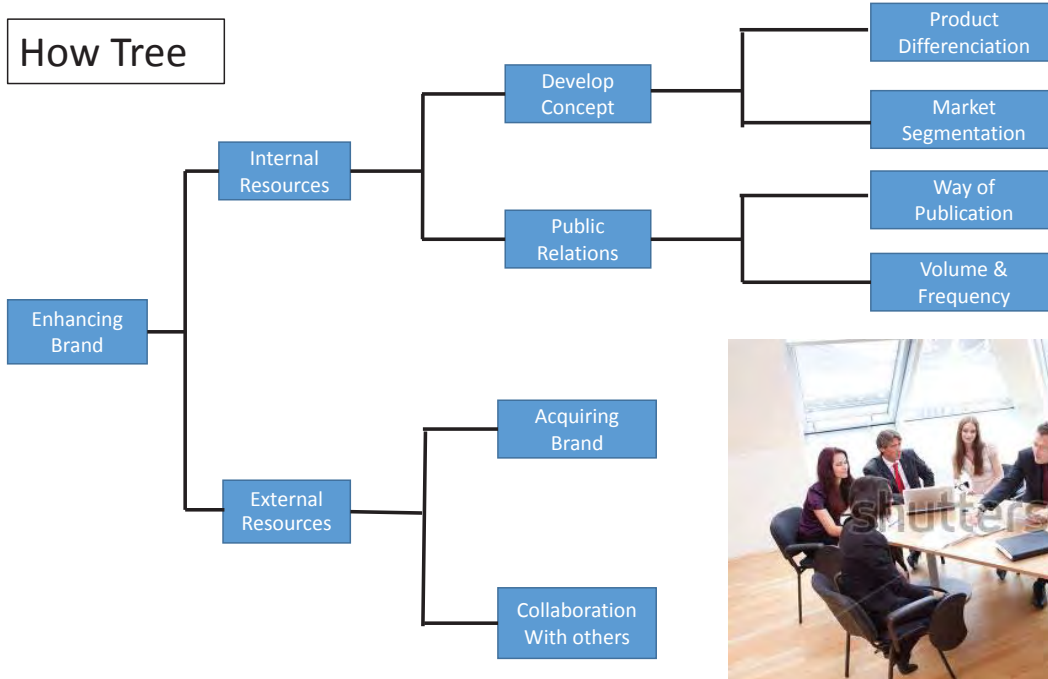 How Tree
Enhancing
Brand
Internal
Resources
External
Resources
Develop
Concept
Public
Relations
Acquiring
Brand
Collaboration
With others
Product
Differenciation
Market
Segmentation
Way of
Publication
Volume &
Frequency
shutters